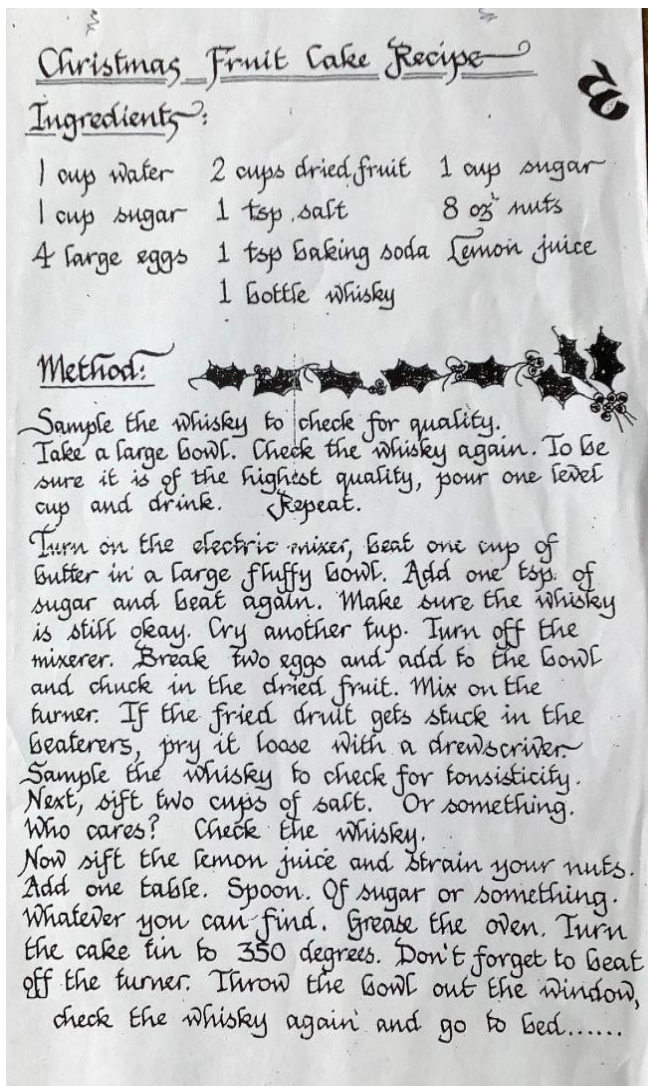 Christmas Fruit Cake Recipe
Ingredients:
1 cup water 2 cups dried fruit 1 cup sugar
1 cup sugar 1 tsp salt 8 oz nuts
4 large eggs 1 tsp baking soda Lemon juice
1 bottle whisky
Method:
Sample the whisky to check for quality.
Take a large bowl. Check the whisky again. To be
sure it is of the highest quality, pour one level
cup and drink. Repeat.
Turn on the electric mixer, beat one cup of
butter in a large fluffy bowl. Add one tsp. of
sugar and beat again. Make sure the whisky
is still okay. Cry another tup. Turn off the
mixerer. Break two eggs and add to the bowl
and chuck in the dried fruit. Mix on the
turner. If the fried druit gets stuck in the
beaterers, pry it loose with a drewscriver.
Sample the whisky to check for tonsisticity.
Next, sift two cups of salt. Or something.
Who cares? Check the whisky.
Now sift the lemon juice and strain your nuts.
Add one table. Spoon. Of sugar or something.
Whatever you can find. Grease the oven. Turn
the cake tin to 350 degrees. Don't forget to beat
off the turner. Throw the bowl out the window,
check the whisky again and go to bed......